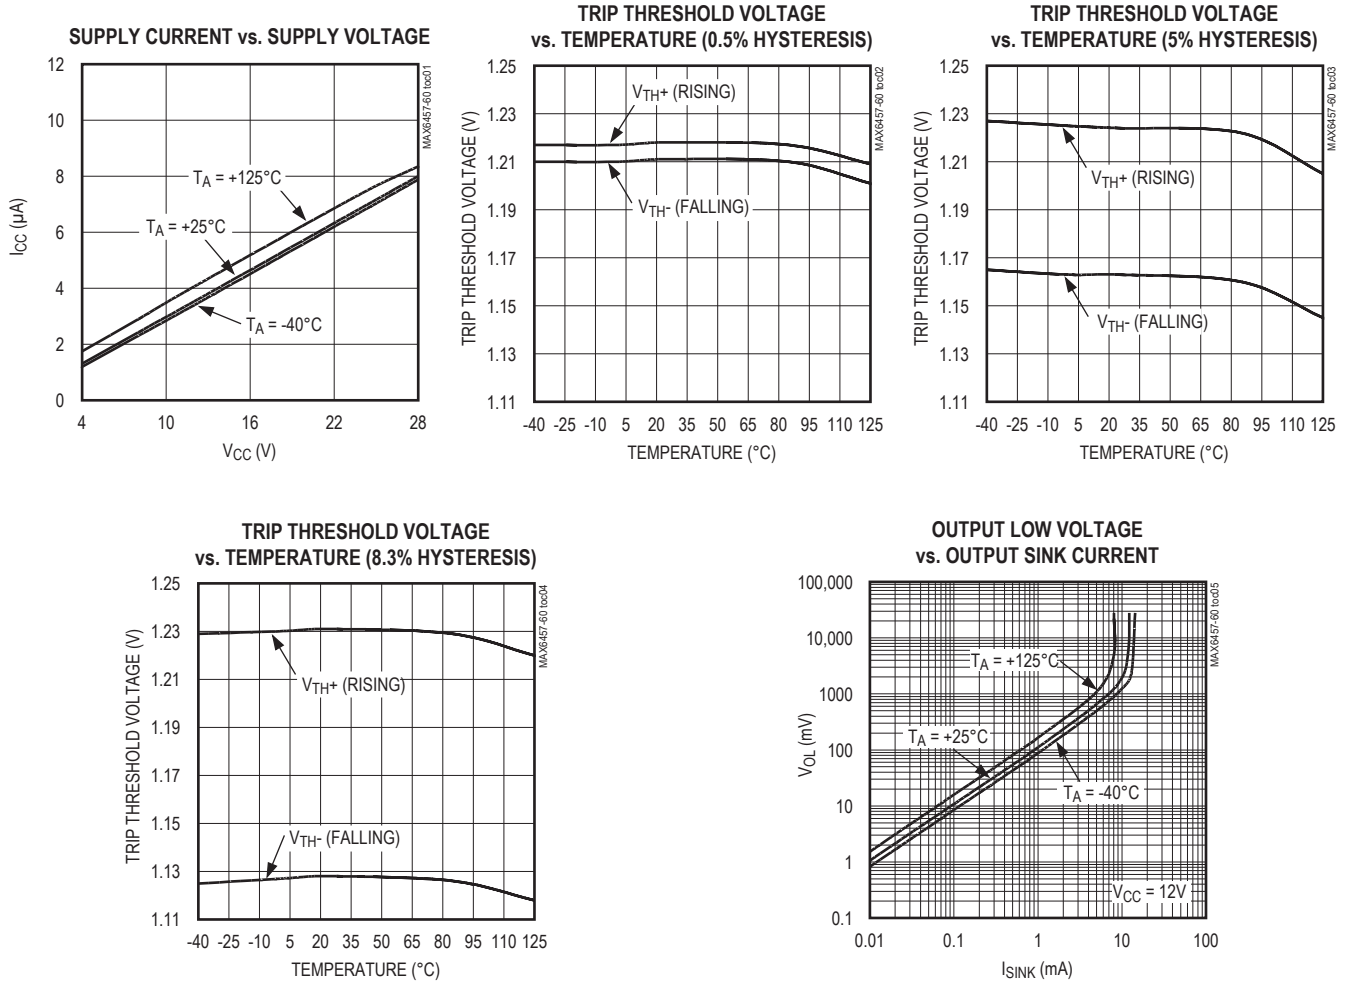 SUPPLY CURRENT vs. SUPPLY VOLTAGE
12
10
8
6
4
2
0
ICC (µA)
TA = +125°C
TA = +25°C
TA = -40°C
4 10 16 22 28
VCC (V)
MAX6457-60 toc01
TRIP THRESHOLD VOLTAGE
vs. TEMPERATURE (0.5% HYSTERESIS)
1.25
1.23
1.21
1.19
1.17
1.15
1.13
1.11
TRIP THRESHOLD VOLTAGE (V)
VTH+ (RISING)
VTH- (FALLING)
-40 -25 -10 5 20 35 50 65 80 95 110 125
TEMPERATURE (°C)
MAX6457-60 toc02
TRIP THRESHOLD VOLTAGE
vs. TEMPERATURE (5% HYSTERESIS)
1.25
1.23
1.21
1.19
1.17
1.15
1.13
1.11
TRIP THRESHOLD VOLTAGE (V)
VTH+ (RISING)
VTH- (FALLING)
-40 -25 -10 5 20 35 50 65 80 95 110 125
TEMPERATURE (°C)
MAX6457-60 toc03
TRIP THRESHOLD VOLTAGE
vs. TEMPERATURE (8.3% HYSTERESIS)
1.25
1.23
1.21
1.19
1.17
1.15
1.13
1.11
TRIP THRESHOLD VOLTAGE (V)
VTH+ (RISING)
VTH- (FALLING)
-40 -25 -10 5 20 35 50 65 80 95 110 125
TEMPERATURE (°C)
MAX6457-60 toc04
OUTPUT LOW VOLTAGE
vs. OUTPUT SINK CURRENT
100,000
10,000
1000
100
10
1
0.1
VOL (mV)
TA = +125°C
TA = +25°C
TA = -40°C
VCC = 12V
0.01 0.1 1 10 100
ISINK (mA)
MAX6457-60 toc05